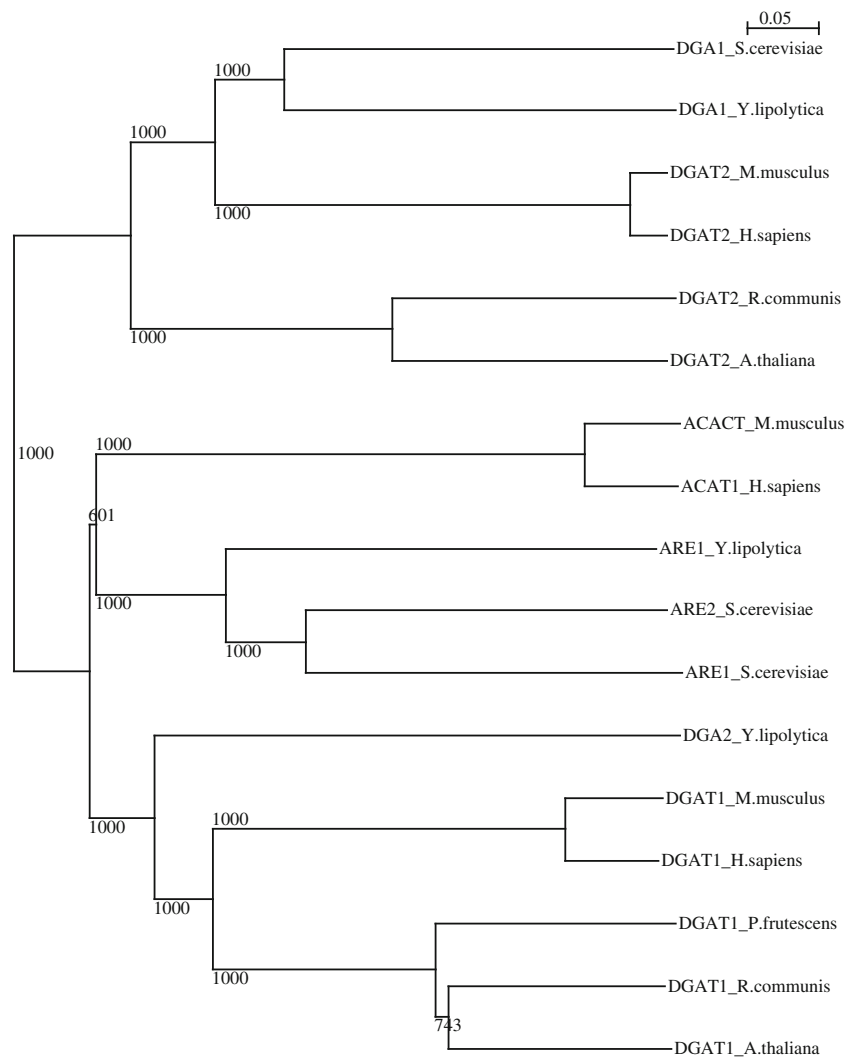 0.05
DGA1_S.cerevisiae
1000
DGA1_Y.lipolytica
1000
DGAT2_M.musculus
1000
DGAT2_H.sapiens
DGAT2_R.communis
1000
DGAT2_A.thaliana
ACACT_M.musculus
1000
1000
ACAT1_H.sapiens
601
ARE1_Y.lipolytica
1000
ARE2_S.cerevisiae
1000
ARE1_S.cerevisiae
DGA2_Y.lipolytica
DGAT1_M.musculus
1000
1000
DGAT1_H.sapiens
1000
DGAT1_P.frutescens
1000
DGAT1_R.communis
743
DGAT1_A.thaliana